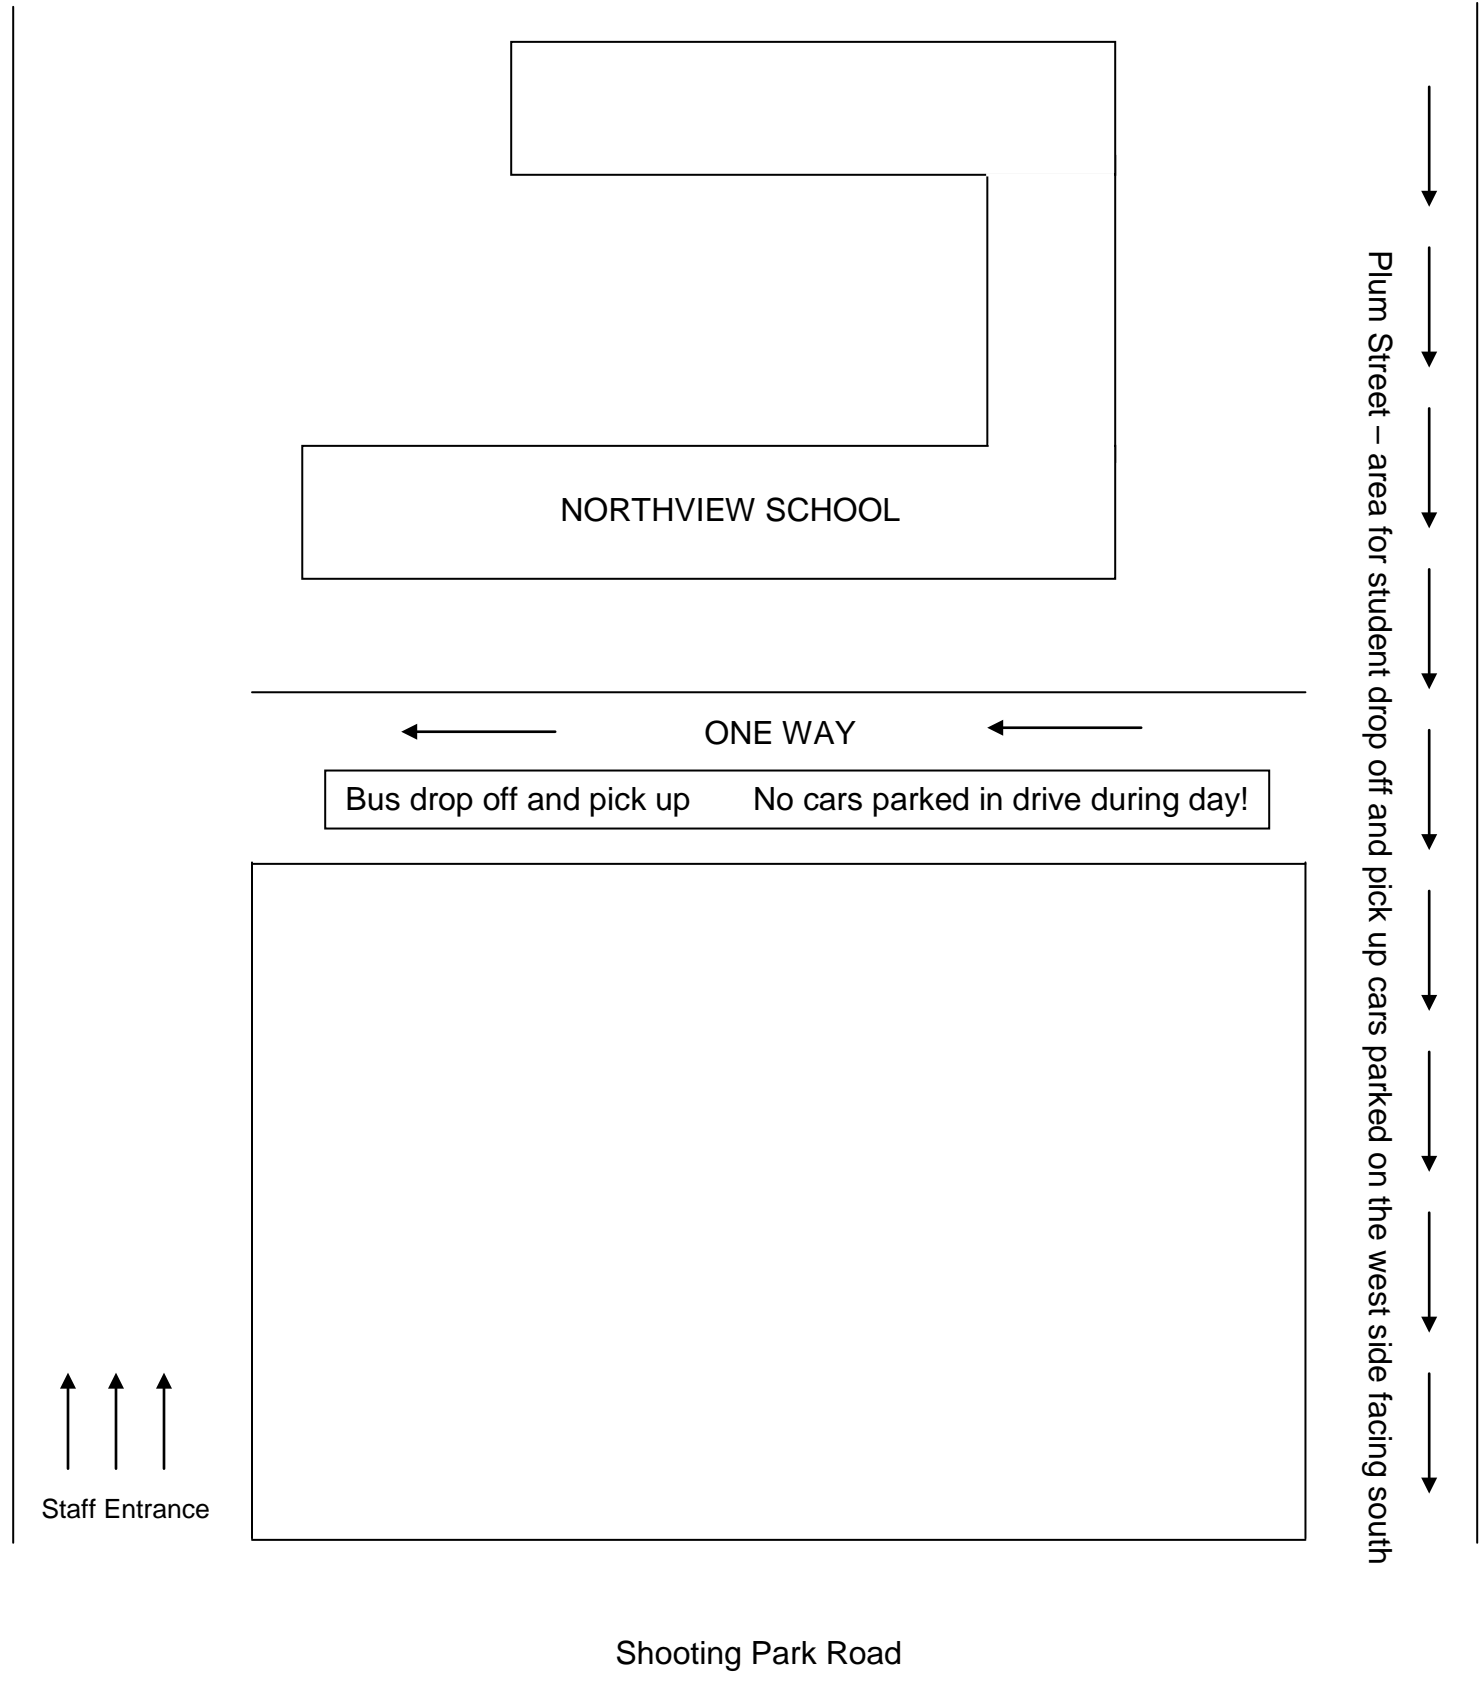 NORTHVIEW SCHOOL
ONE WAY
Bus drop off and pick up No cars parked in drive during day!
Plum Street – area for student drop off and pick up cars parked on the west side facing south
Staff Entrance
Shooting Park Road